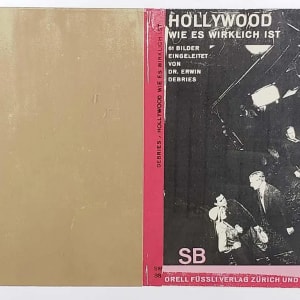 HOLLYWOOD
WIE ES WIRKLICH IST
61 BILDER
EINGELEITET
VON
DR. ERWIN
DEBRIES
SB
ORELL FÜSSLI VERLAG ZÜRICH UND
DEBRIES · HOLLYWOOD WIE ES WIRKLICH IST